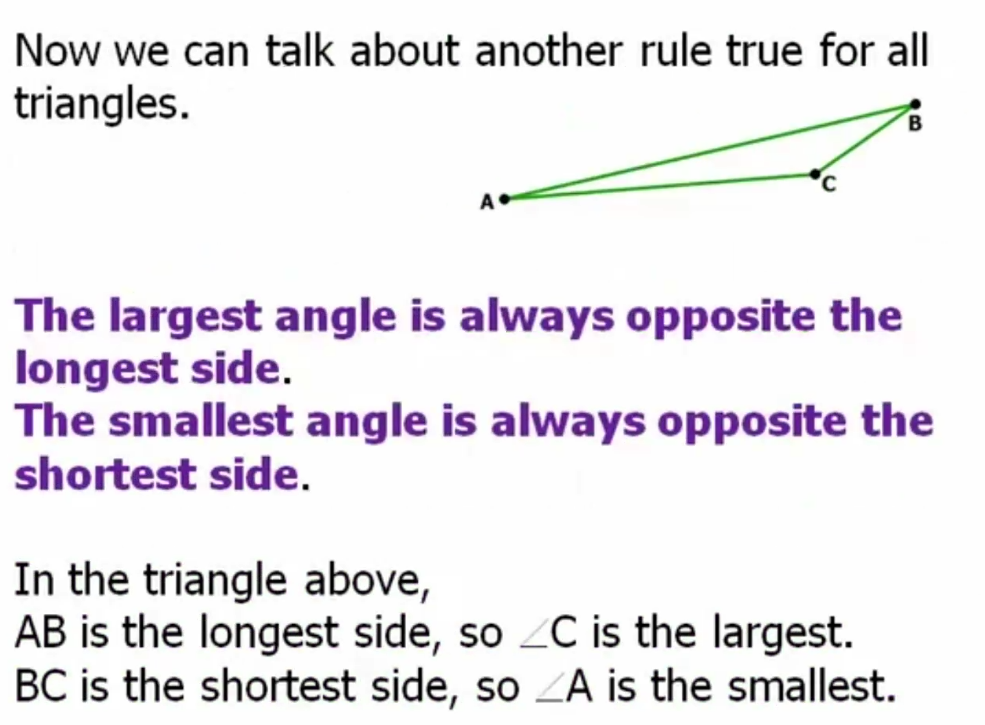 Now we can talk about another rule true for all
triangles.
B
C
A
The largest angle is always opposite the
longest side.
The smallest angle is always opposite the
shortest side.
In the triangle above,
AB is the longest side, so ∠C is the largest.
BC is the shortest side, so ∠A is the smallest.